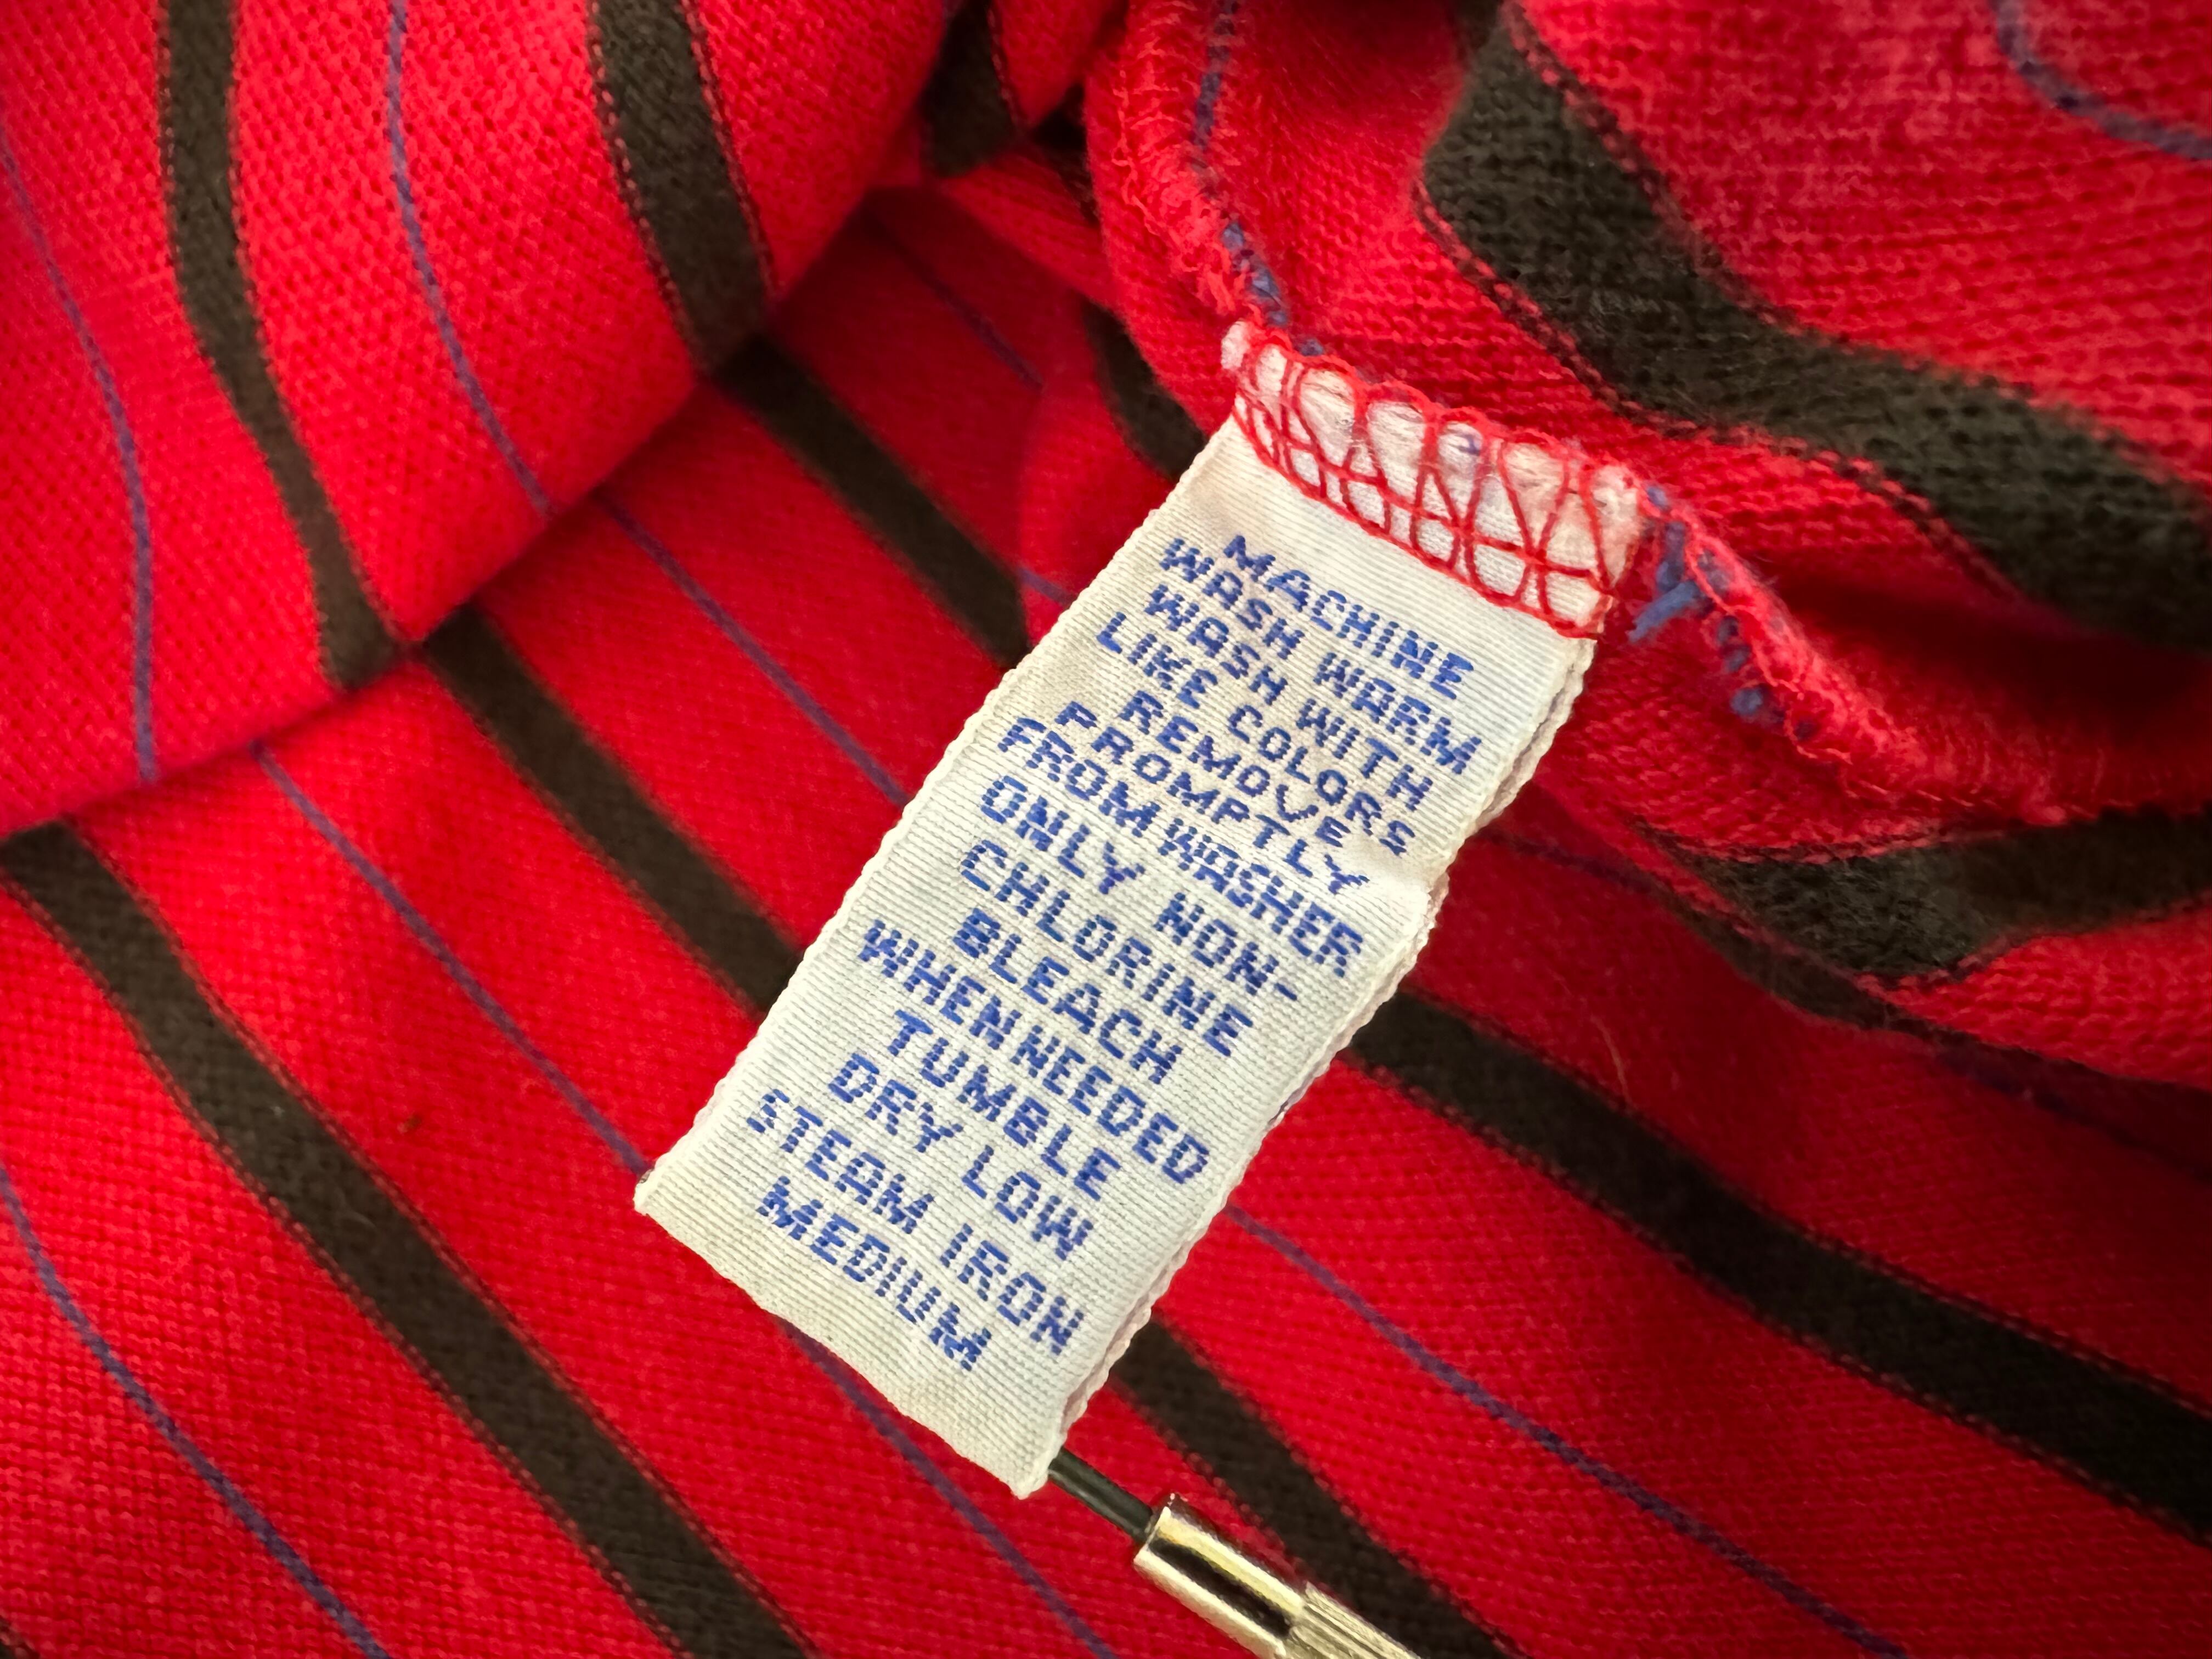 MACHINE
WASH WARM
WASH WITH
LIKE COLORS
REMOVE
PROMPTLY
FROM WASHER
ONLY NON-
CHLORINE
BLEACH
WHEN NEEDED
TUMBLE
DRY LOW
STEAM IRON
MEDIUM